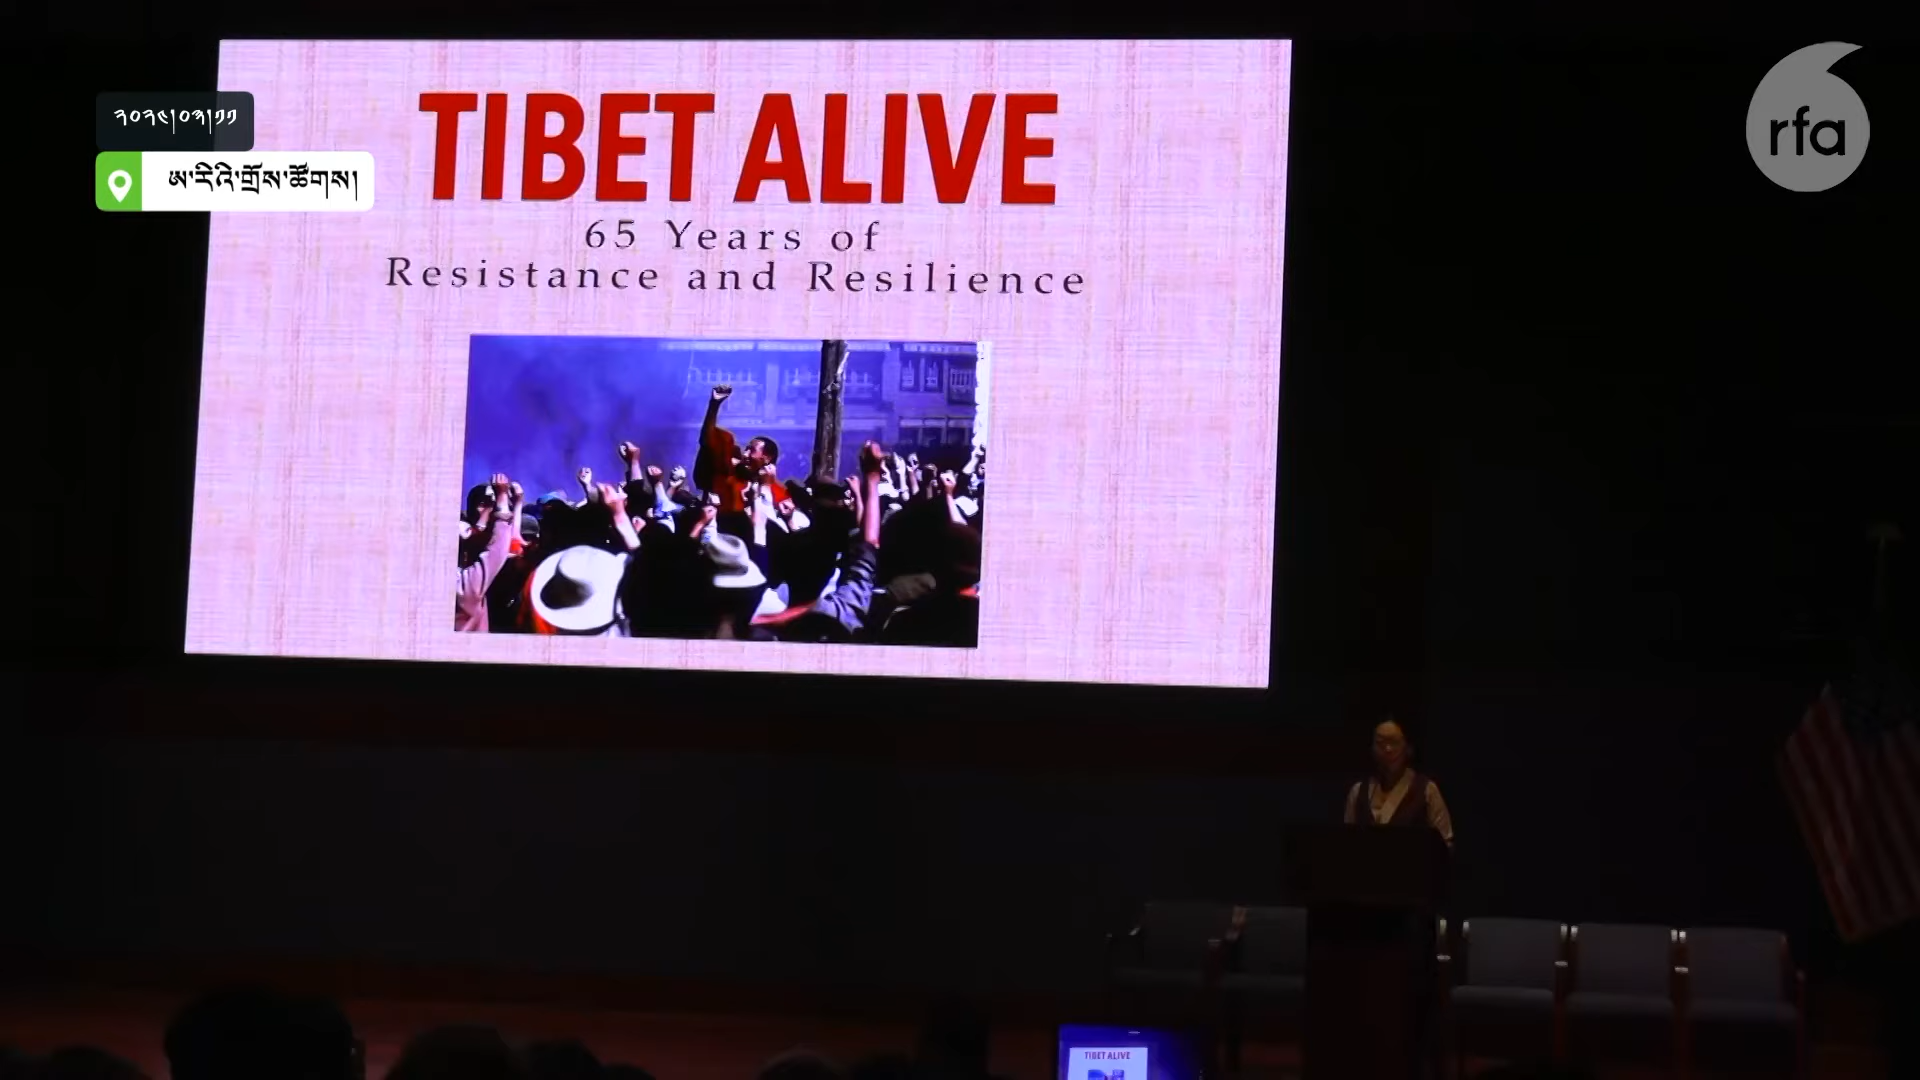 ༢༠༢༤།༠༣།༡༡
ཨ་རིའི་གྲོས་ཚོགས།
rfa
TIBET ALIVE
65 Years of
Resistance and Resilience
TIBET ALIVE